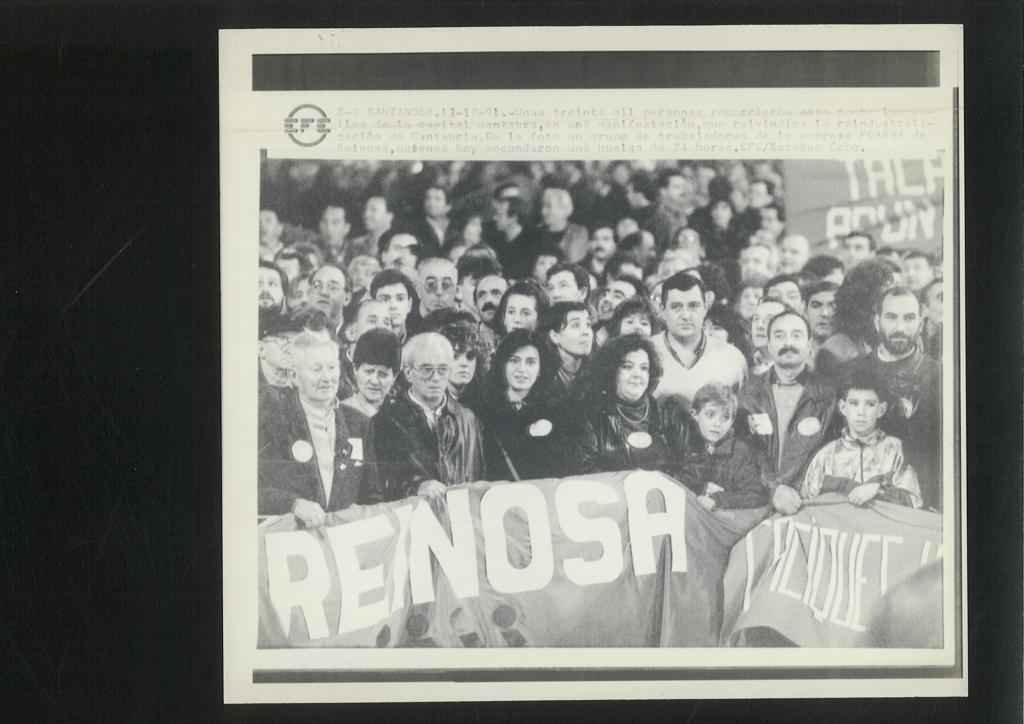 EFE
S-2 SANTANDER,13-12-91.-Unas treinta mil personas recorrieron esta noche las
calles de la capital cantabra,en una manifestación,que reivindica la reindustriali-
zación de Cantabria.En la foto un grupo de trabajadores de la empresa FOARSA de
Reinosa,quienes hoy secundaron una huelga de 24 horas.EFE/Esteban Cobo.
REINOSA
CACIQUES